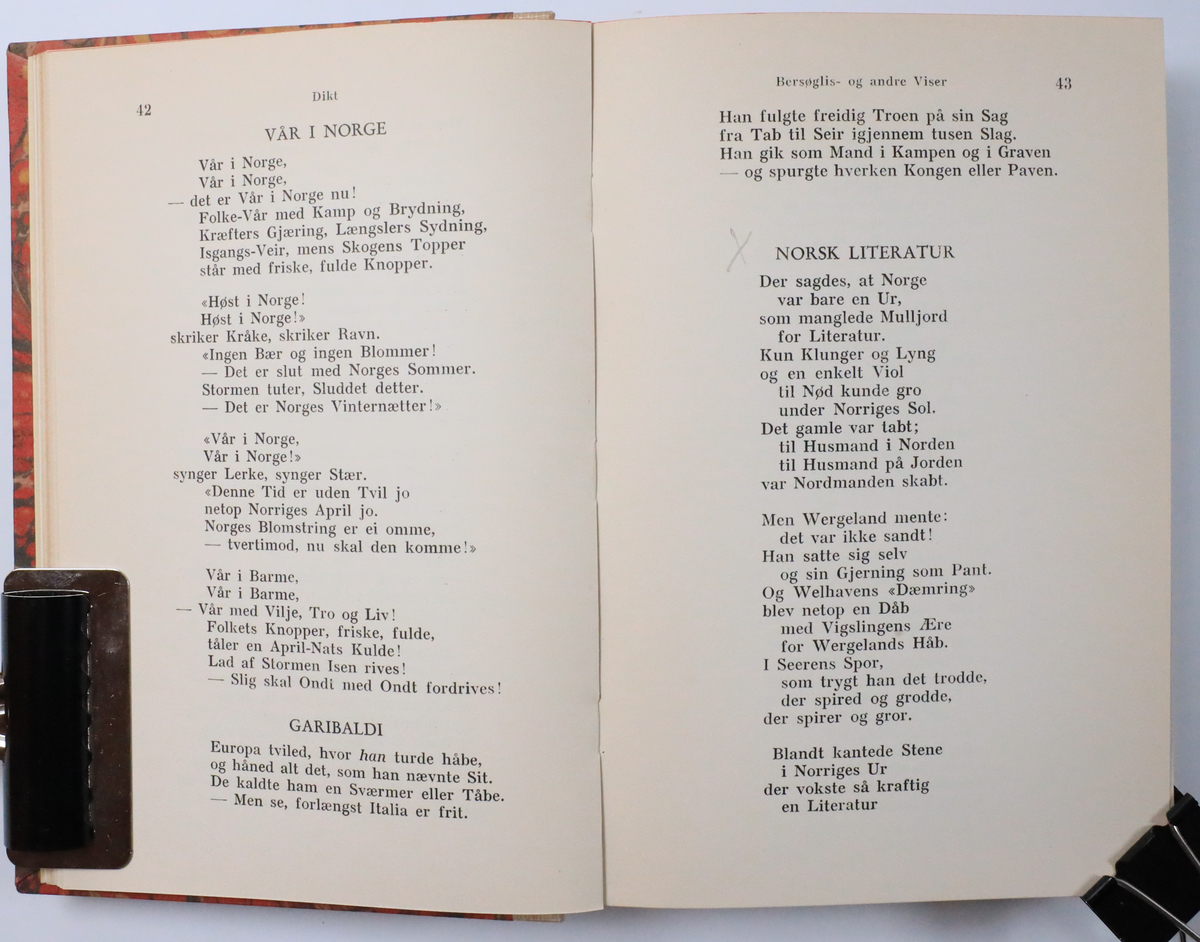 42
Dikt
VÅR I NORGE
Vår i Norge,
Vår i Norge,
— det er Vår i Norge nu!
Folke-Vår med Kamp og Brydning,
Kræfters Gjæring, Længslers Sydning,
Isgangs-Veir, mens Skogens Topper
står med friske, fulde Knopper.
«Høst i Norge!
Høst i Norge!»
skriker Kråke, skriker Ravn.
«Ingen Bær og ingen Blommer!
— Det er slut med Norges Sommer.
Stormen tuter, Sluddet detter.
— Det er Norges Vinternætter!»
«Vår i Norge,
Vår i Norge!»
synger Lerke, synger Stær.
«Denne Tid er uden Tvil jo
netop Norriges April jo.
Norges Blomstring er ei omme,
— tvertimod, nu skal den komme!»
Vår i Barme,
Vår i Barme,
— Vår med Vilje, Tro og Liv!
Folkets Knopper, friske, fulde,
tåler en April-Nats Kulde!
Lad af Stormen Isen rives!
— Slig skal Ondt med Ondt fordrives!
GARIBALDI
Europa tviled, hvor han turde håbe,
og håned alt det, som han nævnte Sit.
De kaldte ham en Sværmer eller Tåbe.
— Men se, forlængst Italia er frit.
Bersøglis- og andre Viser
43
Han fulgte freidig Troen på sin Sag
fra Tab til Seir igjennem tusen Slag.
Han gik som Mand i Kampen og i Graven
— og spurgte hverken Kongen eller Paven.
NORSK LITERATUR
Der sagdes, at Norge
var bare en Ur,
som manglede Mulljord
for Literatur.
Kun Klunger og Lyng
og en enkelt Viol
til Nød kunde gro
under Norriges Sol.
Det gamle var tabt;
til Husmand i Norden
til Husmand på Jorden
var Nordmanden skabt.
Men Wergeland mente:
det var ikke sandt!
Han satte sig selv
og sin Gjerning som Pant.
Og Welhavens «Dæmring»
blev netop en Dåb
med Vigslingens Ære
for Wergelands Håb.
I Seerens Spor,
som trygt han det trodde,
der spired og grodde,
der spirer og gror.
Blandt kantede Stene
i Norriges Ur
der vokste så kraftig
en Literatur